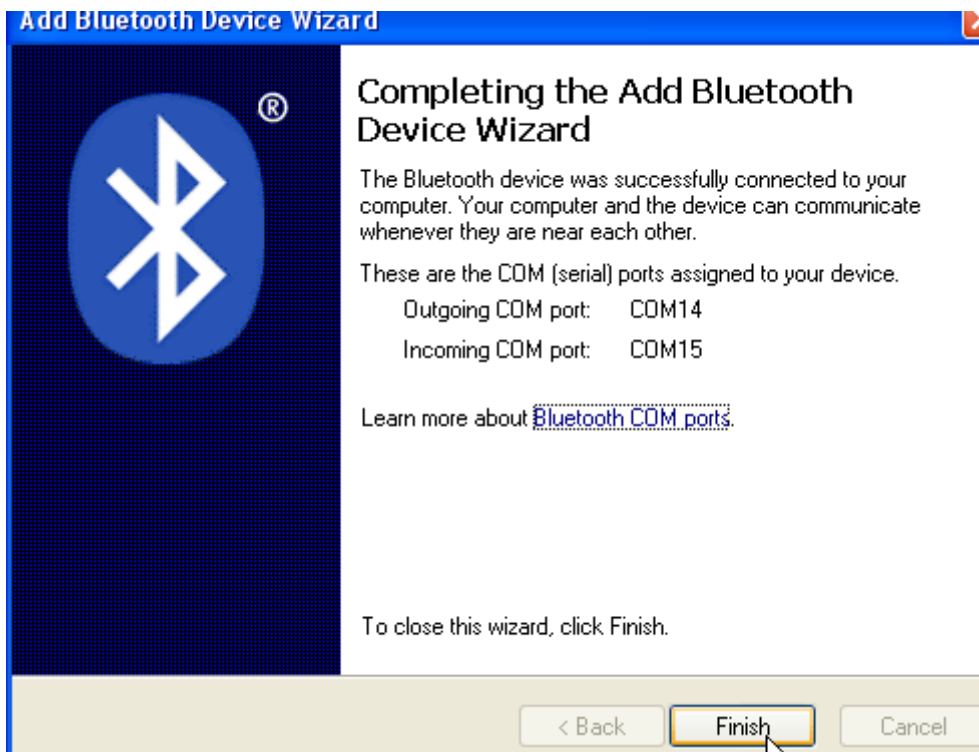 Add Bluetooth Device Wizard
®
Completing the Add Bluetooth
Device Wizard
The Bluetooth device was successfully connected to your
computer. Your computer and the device can communicate
whenever they are near each other.
These are the COM (serial) ports assigned to your device.
Outgoing COM port: COM14
Incoming COM port: COM15
Learn more about Bluetooth COM ports.
To close this wizard, click Finish.
< Back Finish Cancel